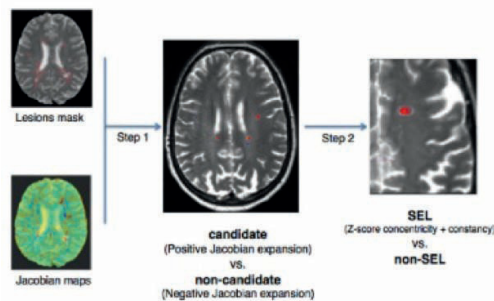 Lesions mask
Step 1
Step 2
Jacobian maps
candidate
(Positive Jacobian expansion)
vs.
non-candidate
(Negative Jacobian expansion)
SEL
(Z-score concentricity + constancy)
vs.
non-SEL